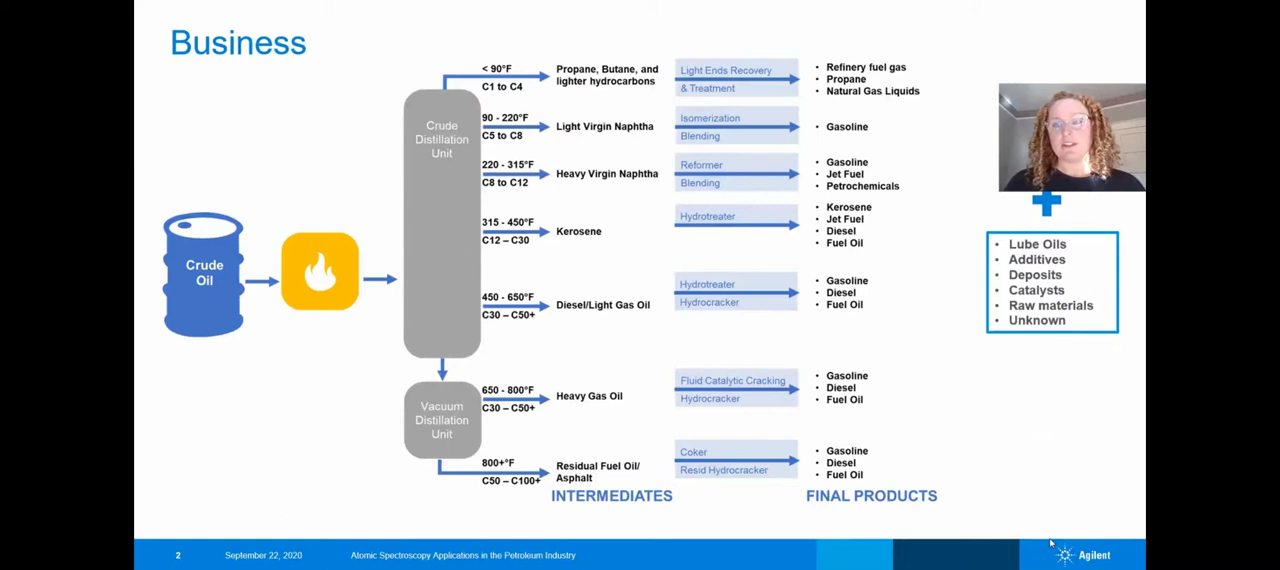 Business
Crude
Oil
Crude
Distillation
Unit
Vacuum
Distillation
Unit
< 90°F
C1 to C4
Propane, Butane, and
lighter hydrocarbons
Light Ends Recovery
& Treatment
• Refinery fuel gas
• Propane
• Natural Gas Liquids
90 - 220°F
C5 to C8
Light Virgin Naphtha
Isomerization
Blending
• Gasoline
220 - 315°F
C8 to C12
Heavy Virgin Naphtha
Reformer
Blending
• Gasoline
• Jet Fuel
• Petrochemicals
315 - 450°F
C12 – C30
Kerosene
Hydrotreater
• Kerosene
• Jet Fuel
• Diesel
• Fuel Oil
450 - 650°F
C30 – C50+
Diesel/Light Gas Oil
Hydrotreater
Hydrocracker
• Gasoline
• Diesel
• Fuel Oil
650 - 800°F
C30 – C50+
Heavy Gas Oil
Fluid Catalytic Cracking
Hydrocracker
• Gasoline
• Diesel
• Fuel Oil
800+°F
C50 – C100+
Residual Fuel Oil/
Asphalt
Coker
Resid Hydrocracker
• Gasoline
• Diesel
• Fuel Oil
INTERMEDIATES
FINAL PRODUCTS
• Lube Oils
• Additives
• Deposits
• Catalysts
• Raw materials
• Unknown
2
September 22, 2020
Atomic Spectroscopy Applications in the Petroleum Industry
Agilent